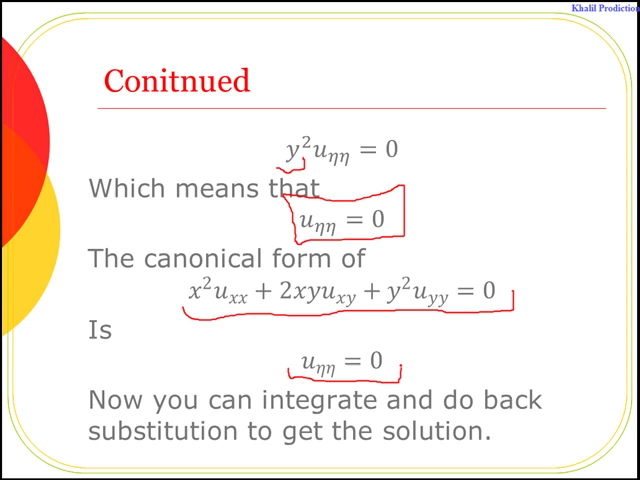 Khalil Prodiction
Conitnued
y²u_ηη = 0
Which means that
u_ηη = 0
The canonical form of
x²u_xx + 2xyu_xy + y²u_yy = 0
Is
u_ηη = 0
Now you can integrate and do back
substitution to get the solution.